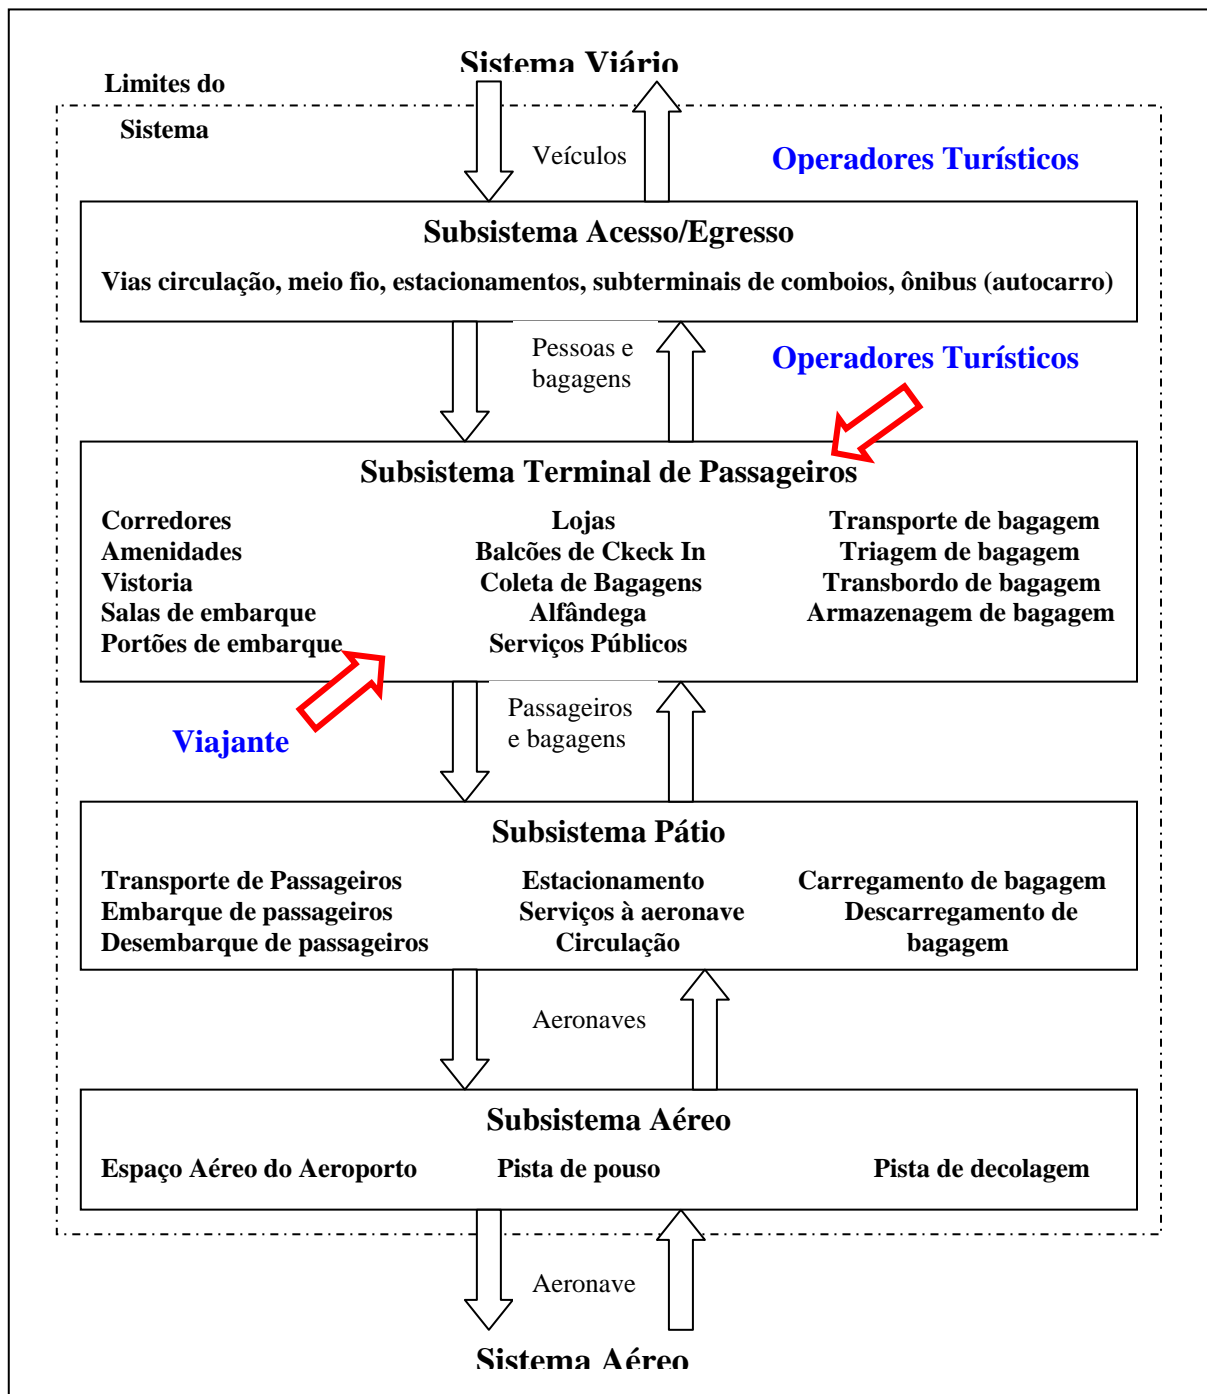 Sistema Viário
Limites do
Sistema
Veículos
Operadores Turísticos
Subsistema Acesso/Egresso
Vias circulação, meio fio, estacionamentos, subterminais de comboios, ônibus (autocarro)
Pessoas e
bagagens
Operadores Turísticos
Subsistema Terminal de Passageiros
Corredores Lojas Transporte de bagagem
Amenidades Balcões de Ckeck In Triagem de bagagem
Vistoria Coleta de Bagagens Transbordo de bagagem
Salas de embarque Alfândega Armazenagem de bagagem
Portões de embarque Serviços Públicos
Passageiros
e bagagens
Viajante
Subsistema Pátio
Transporte de Passageiros Estacionamento Carregamento de bagagem
Embarque de passageiros Serviços à aeronave Descarregamento de
Desembarque de passageiros Circulação bagagem
Aeronaves
Subsistema Aéreo
Espaço Aéreo do Aeroporto Pista de pouso Pista de decolagem
Aeronave
Sistema Aéreo